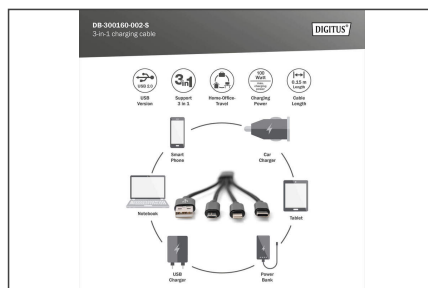 DB-300160-002-S
3-in-1 charging cable
DIGITUS
USB 2.0
3in1
100
Watt
0.15 m
Length
USB
Version
Support
3 in 1
Home-Office-
Travel
Charging
Power
Cable
Length
Smart
Phone
Car
Charger
Notebook
Tablet
USB
Charger
Power
Bank